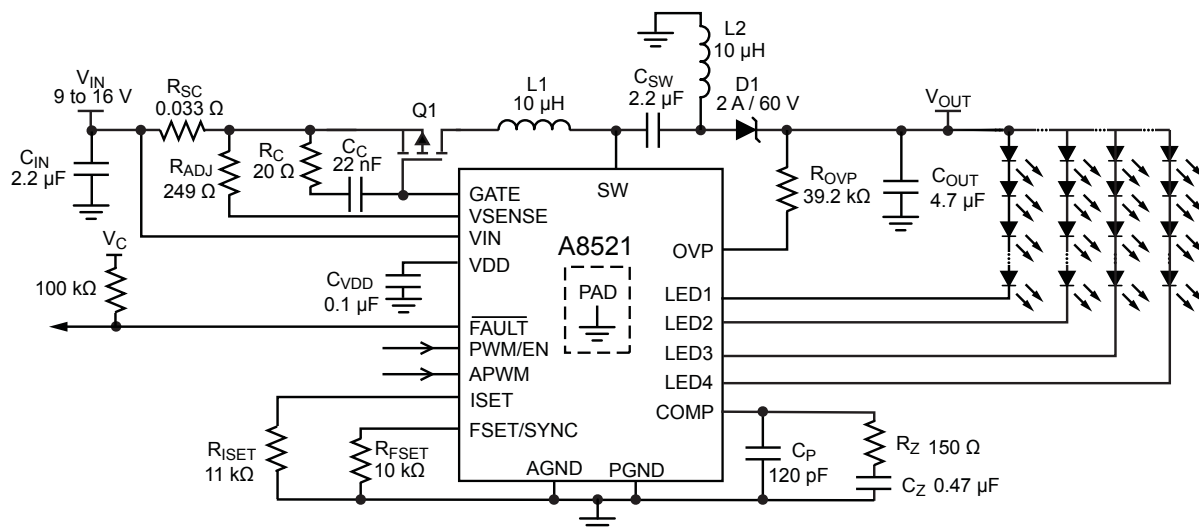 L2
10 µH
VIN
9 to 16 V
RSC
0.033 Ω
Q1
L1
10 µH
CSW
2.2 µF
D1
2 A / 60 V
VOUT
CIN
2.2 µF
RADJ
249 Ω
RC
20 Ω
CC
22 nF
ROVP
39.2 kΩ
COUT
4.7 µF
VC
100 kΩ
CVDD
0.1 µF
GATE
VSENSE
VIN
VDD
FAULT
PWM/EN
APWM
ISET
FSET/SYNC
SW
A8521
PAD
AGND
PGND
OVP
LED1
LED2
LED3
LED4
COMP
RISET
11 kΩ
RFSET
10 kΩ
CP
120 pF
RZ 150 Ω
CZ 0.47 µF